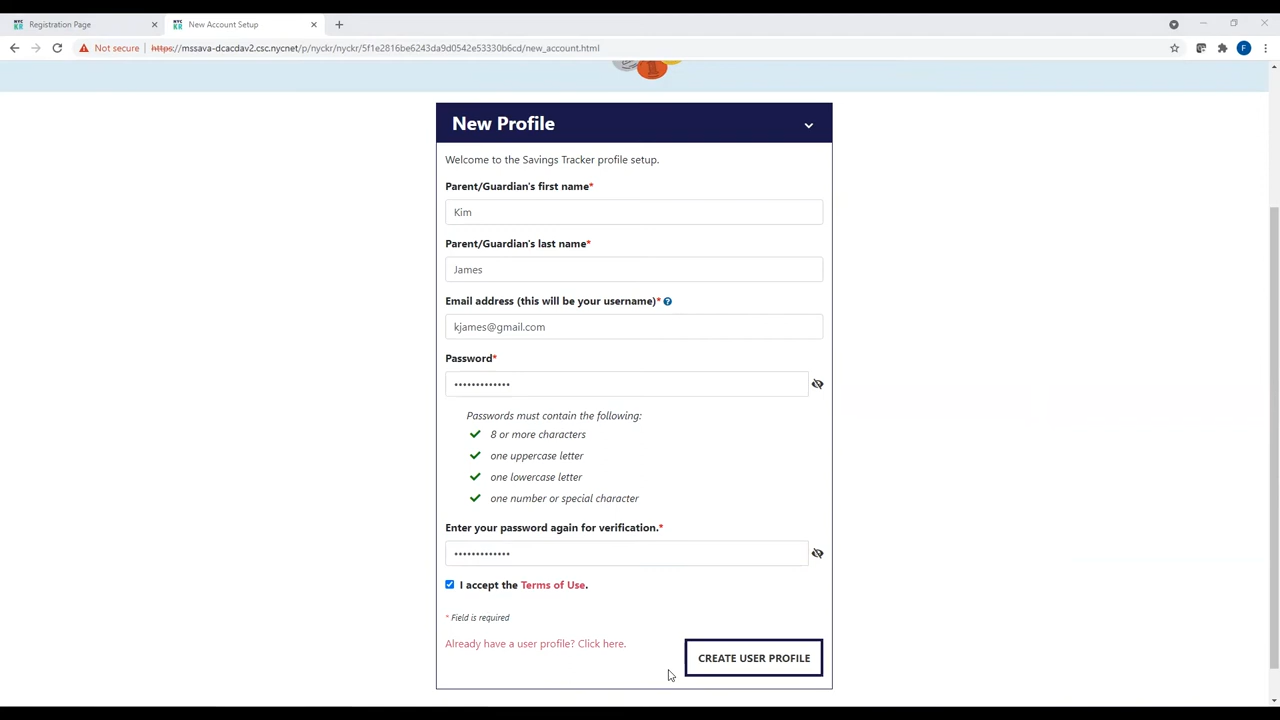 NYC
KR
Registration Page
NYC
KR
New Account Setup
Not secure
https://mssava-dcacdav2.csc.nycnet/p/nyckr/nyckr/5f1e2816be6243da9d0542e53330b6cd/new_account.html
F
New Profile
Welcome to the Savings Tracker profile setup.
Parent/Guardian's first name*
Kim
Parent/Guardian's last name*
James
Email address (this will be your username)* ?
kjames@gmail.com
Password*
•••••••••••••
Passwords must contain the following:
8 or more characters
one uppercase letter
one lowercase letter
one number or special character
Enter your password again for verification.*
•••••••••••••
I accept the Terms of Use.
* Field is required
Already have a user profile? Click here.
CREATE USER PROFILE